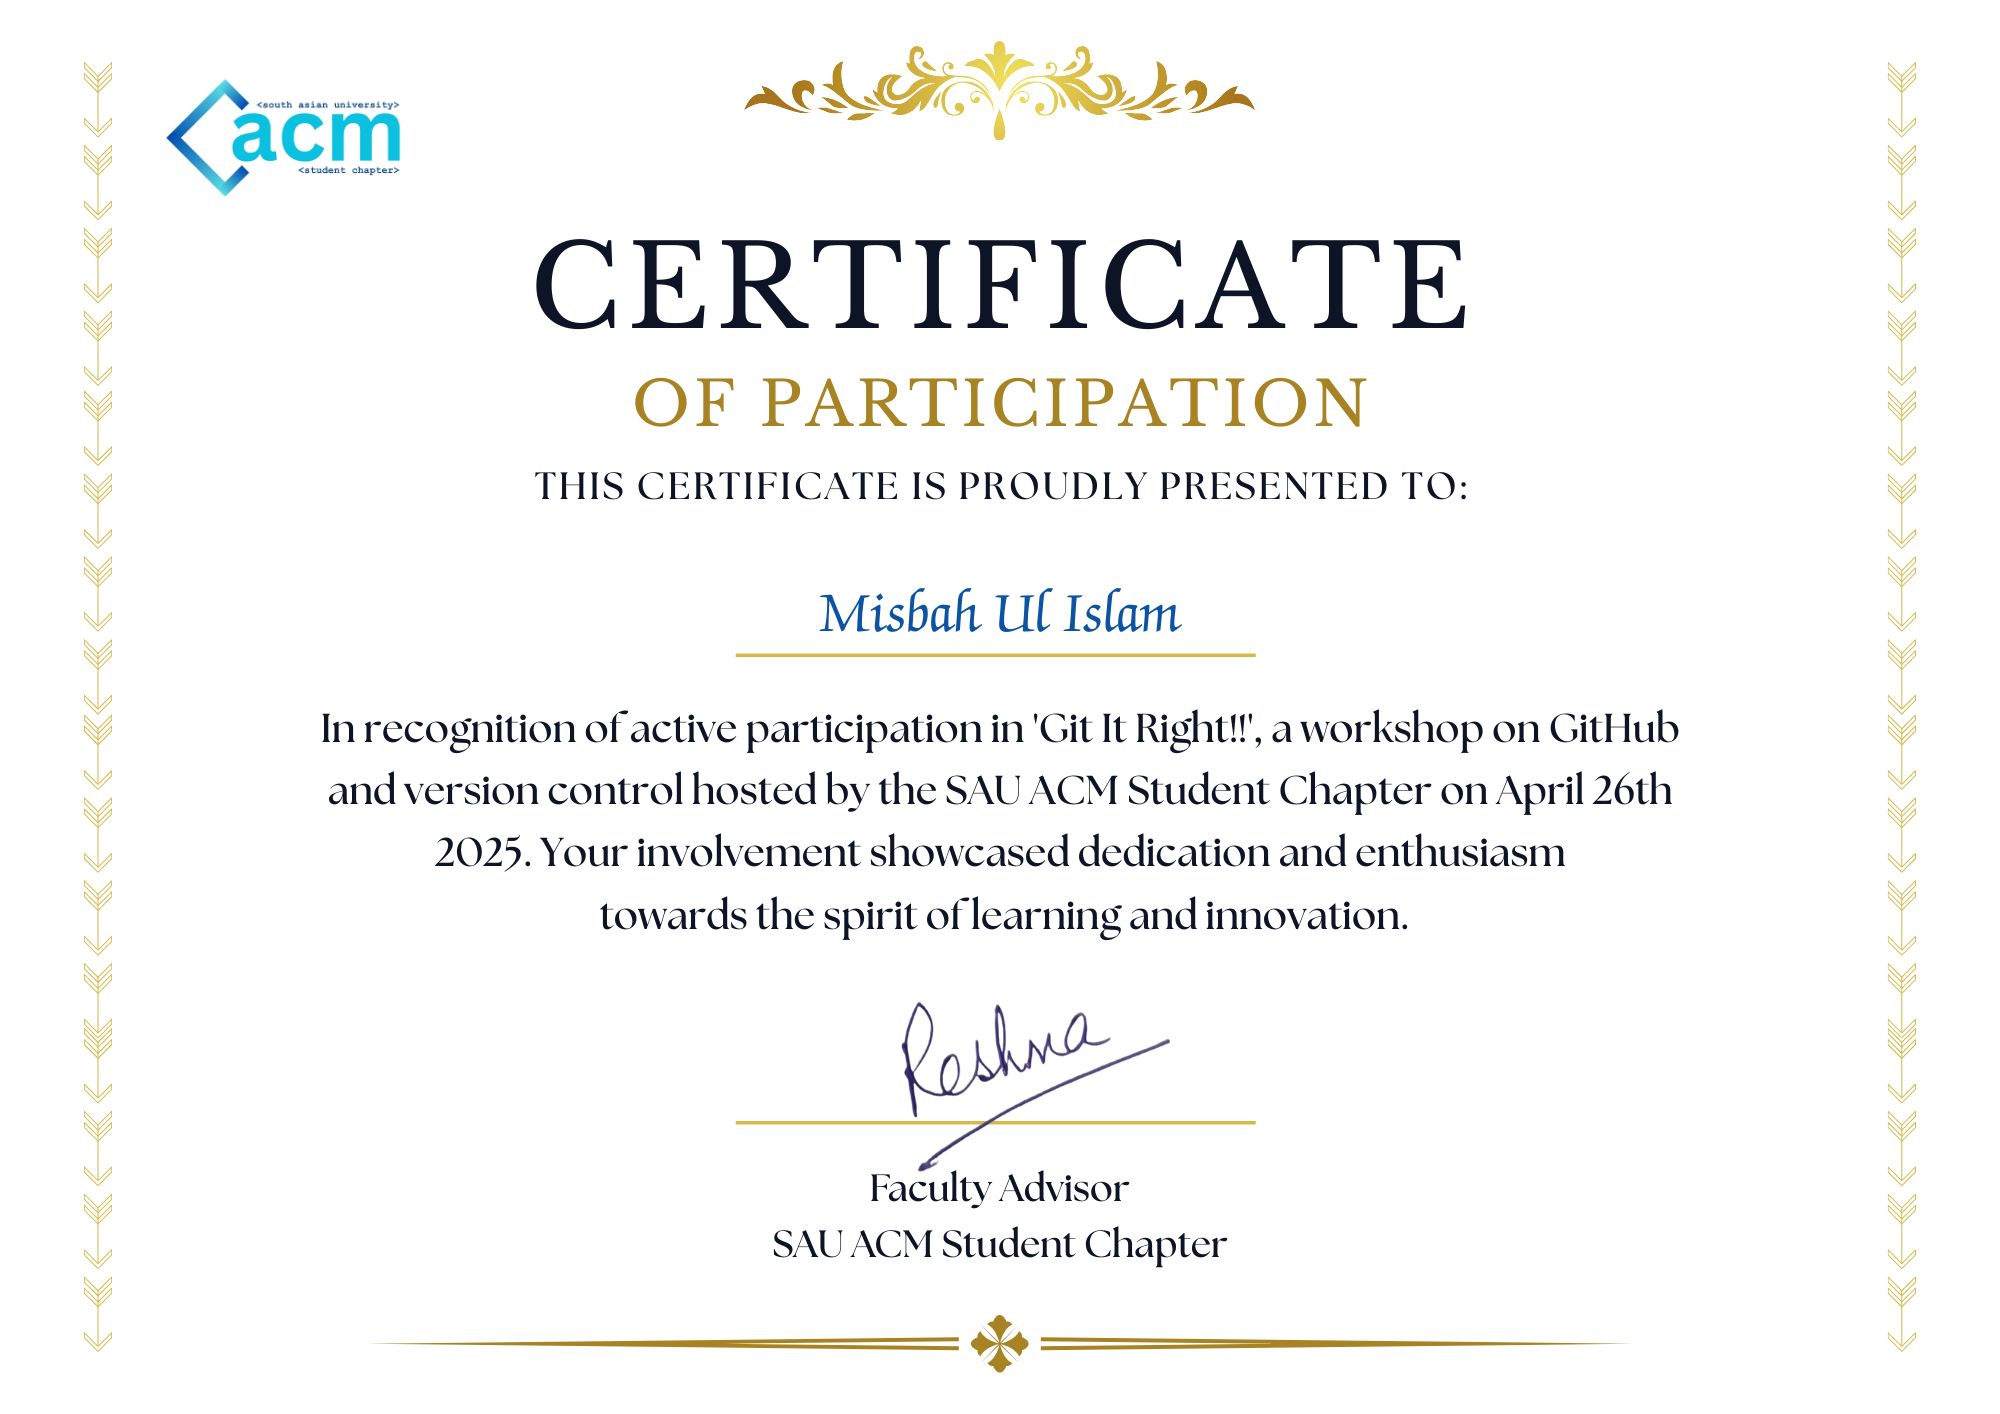 <south asian university>
acm
<student chapter>
CERTIFICATE
OF PARTICIPATION
THIS CERTIFICATE IS PROUDLY PRESENTED TO:
Misbah Ul Islam
In recognition of active participation in 'Git It Right!!', a workshop on GitHub
and version control hosted by the SAU ACM Student Chapter on April 26th
2025. Your involvement showcased dedication and enthusiasm
towards the spirit of learning and innovation.
Reshma
Faculty Advisor
SAU ACM Student Chapter